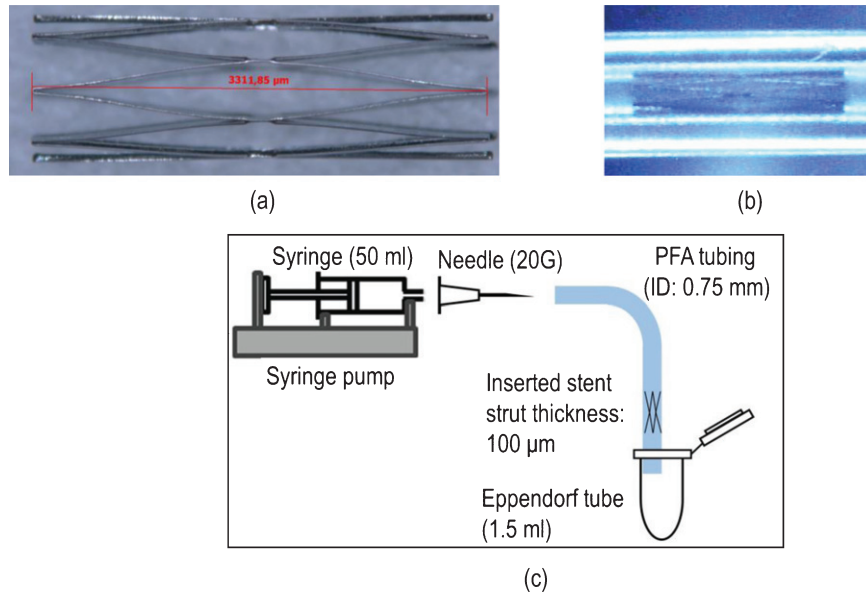 3311,85 µm
(a)
(b)
Syringe (50 ml)
Needle (20G)
PFA tubing
(ID: 0.75 mm)
Syringe pump
Inserted stent
strut thickness:
100 µm
Eppendorf tube
(1.5 ml)
(c)